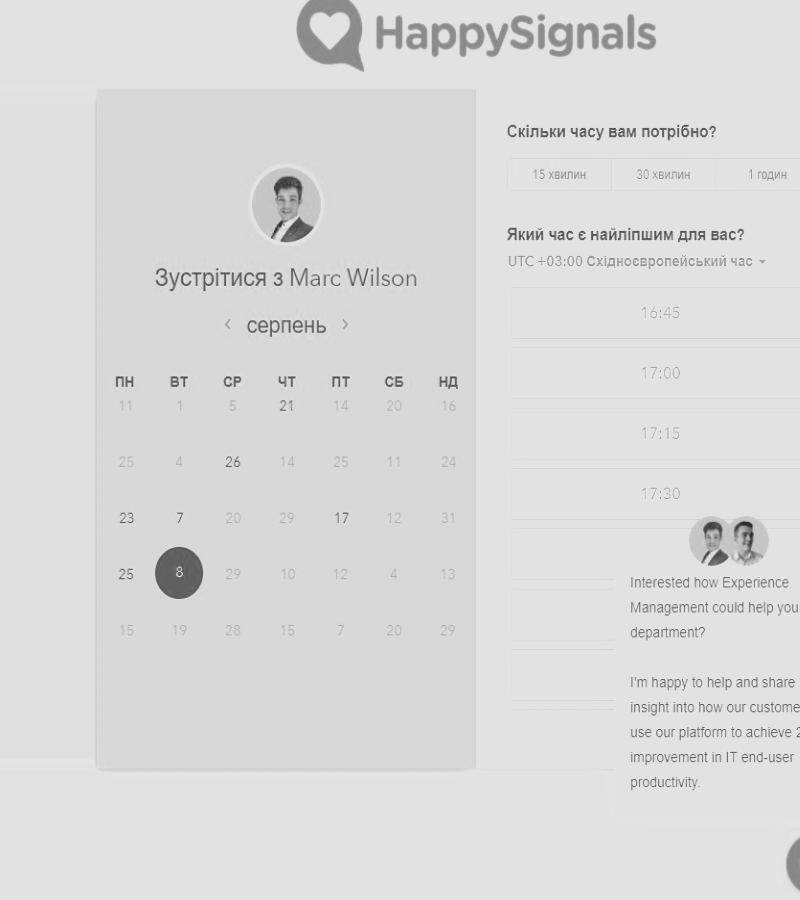 HappySignals
Зустрітися з Marc Wilson
серпень
ПН ВТ СР ЧТ ПТ СБ НД
11 1 5 21 14 20 16
25 4 26 14 25 11 24
23 7 20 29 17 12 31
25 8 29 10 12 4 13
15 19 28 15 7 20 29
Скільки часу вам потрібно?
15 хвилин 30 хвилин 1 годин
Який час є найліпшим для вас?
UTC +03:00 Східноєвропейський час
16:45
17:00
17:15
17:30
Interested how Experience
Management could help you
department?
I'm happy to help and share
insight into how our custome
use our platform to achieve 2
improvement in IT end-user
productivity.